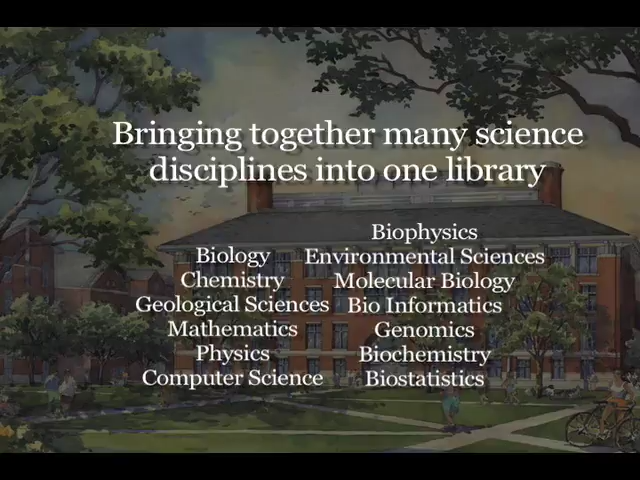 Bringing together many science
disciplines into one library
Biology
Chemistry
Geological Sciences
Mathematics
Physics
Computer Science
Biophysics
Environmental Sciences
Molecular Biology
Bio Informatics
Genomics
Biochemistry
Biostatistics